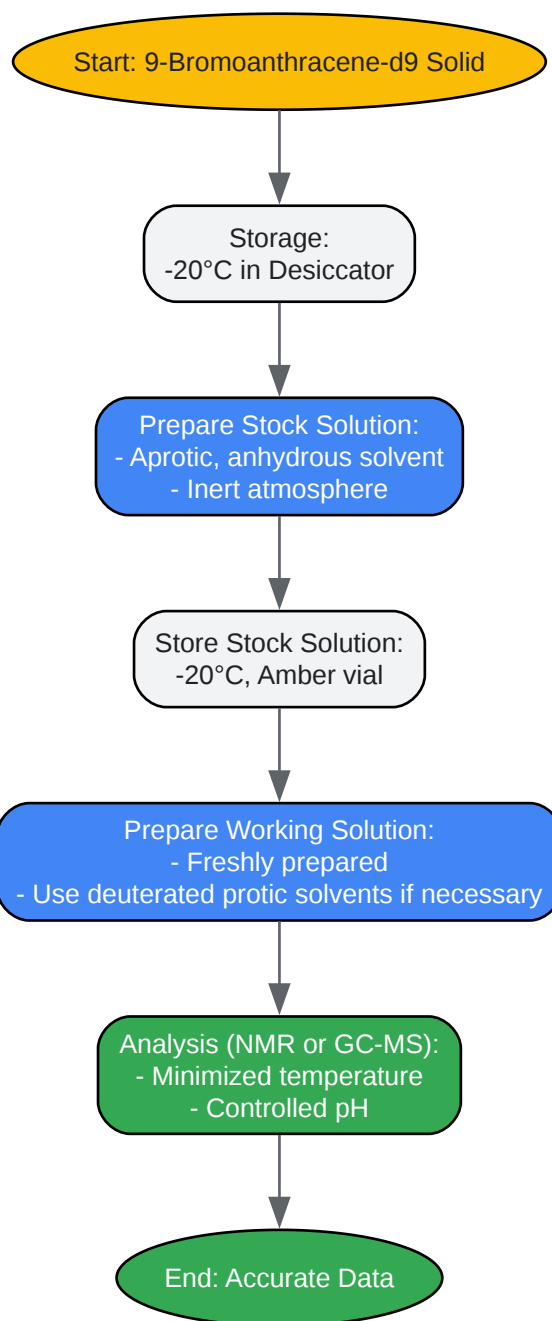 Start: 9-Bromoanthracene-d9 Solid
Storage:
-20°C in Desiccator
Prepare Stock Solution:
- Aprotic, anhydrous solvent
- Inert atmosphere
Store Stock Solution:
-20°C, Amber vial
Prepare Working Solution:
- Freshly prepared
- Use deuterated protic solvents if necessary
Analysis (NMR or GC-MS):
- Minimized temperature
- Controlled pH
End: Accurate Data